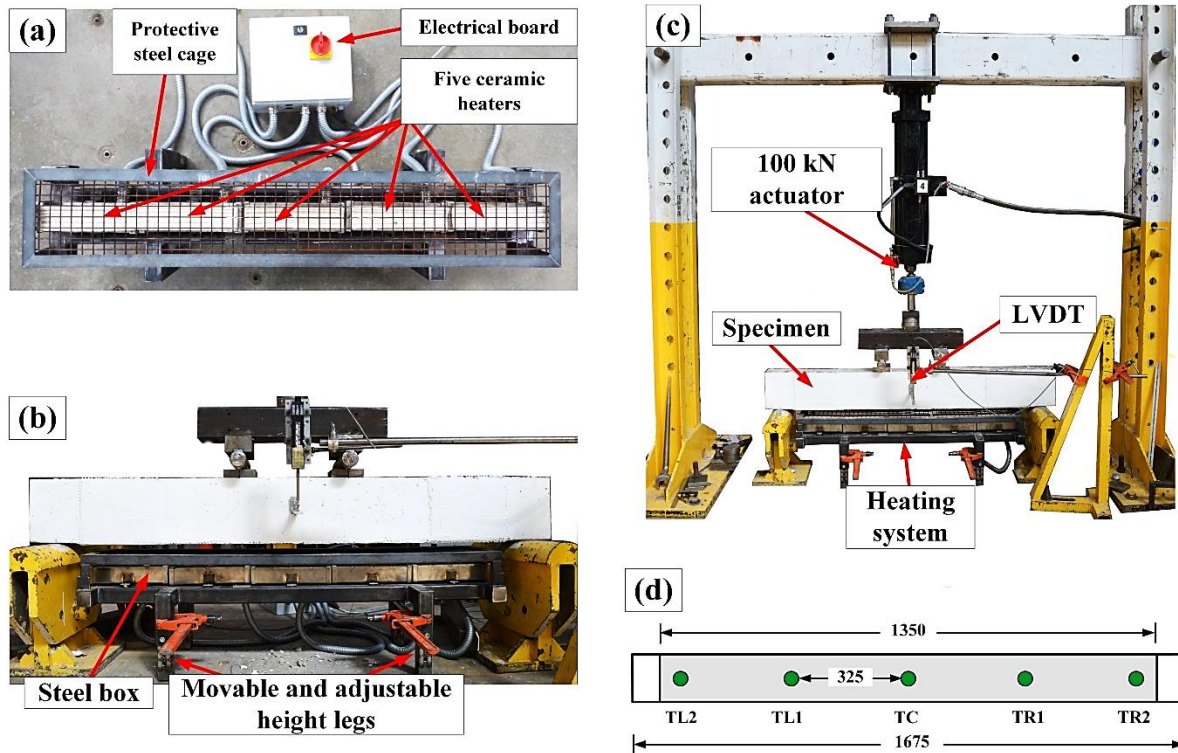 (a)
Protective
steel cage
Electrical board
Five ceramic
heaters
(b)
Steel box
Movable and adjustable
height legs
(c)
100 kN
actuator
4
Specimen
LVDT
Heating
system
(d)
1350
325
TL2 TL1 TC TR1 TR2
1675